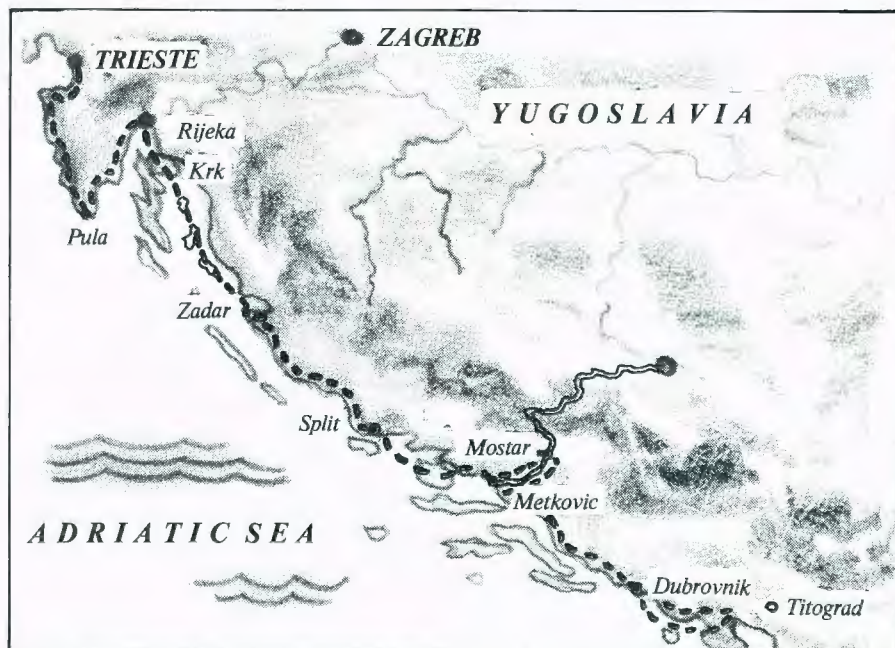 ZAGREB
TRIESTE
YUGOSLAVIA
Rijeka
Krk
Pula
Zadar
Split
Mostar
Metkovic
ADRIATIC SEA
Dubrovnik
Titograd